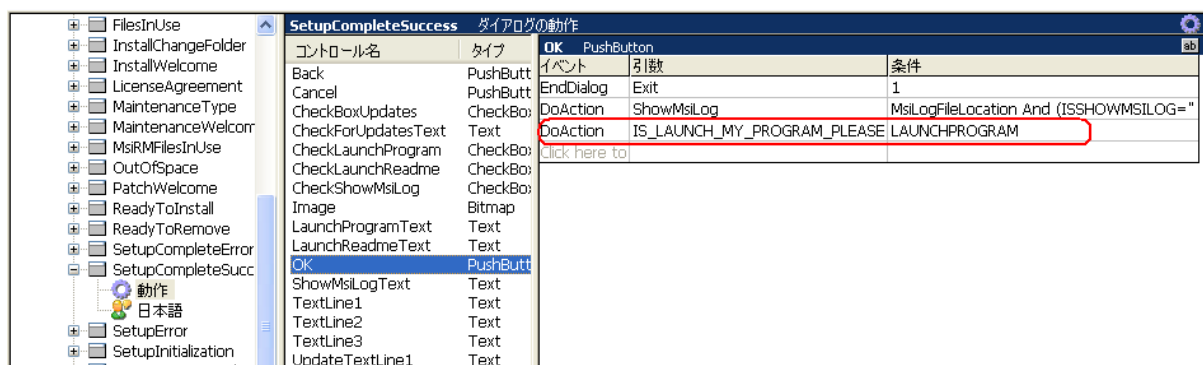 FilesInUse
InstallChangeFolder
InstallWelcome
LicenseAgreement
MaintenanceType
MaintenanceWelcom
MsiRMFilesInUse
OutOfSpace
PatchWelcome
ReadyToInstall
ReadyToRemove
SetupCompleteError
SetupCompleteSucc
動作
日本語
SetupError
SetupInitialization
SetupCompleteSuccess ダイアログの動作
コントロール名 タイプ
Back PushButt
Cancel PushButt
CheckBoxUpdates CheckBo
CheckForUpdatesText Text
CheckLaunchProgram CheckBo
CheckLaunchReadme CheckBo
CheckShowMsiLog CheckBo
Image Bitmap
LaunchProgramText Text
LaunchReadmeText Text
OK PushButt
ShowMsiLogText Text
TextLine1 Text
TextLine2 Text
TextLine3 Text
UpdateTextLine1 Text
OK PushButton ab
イベント 引数 条件
EndDialog Exit 1
DoAction ShowMsiLog MsiLogFileLocation And (ISSHOWMSILOG="
DoAction IS_LAUNCH_MY_PROGRAM_PLEASE LAUNCHPROGRAM
Click here to